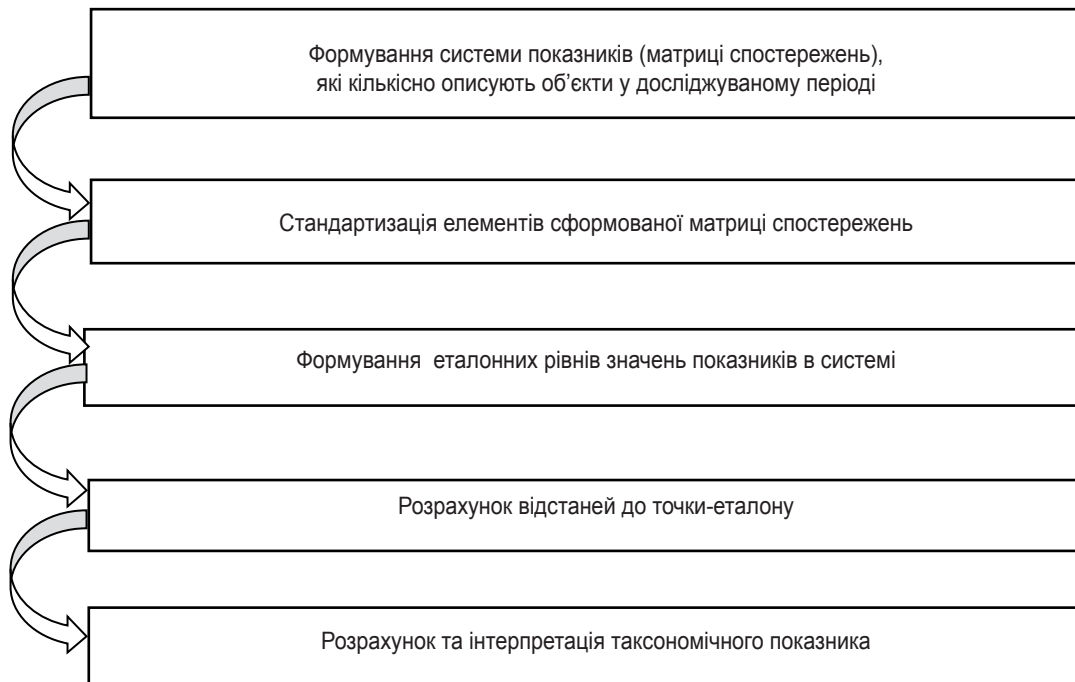 Формування системи показників (матриці спостережень),
які кількісно описують об’єкти у досліджуваному періоді
Стандартизація елементів сформованої матриці спостережень
Формування еталонних рівнів значень показників в системі
Розрахунок відстаней до точки-еталону
Розрахунок та інтерпретація таксономічного показника